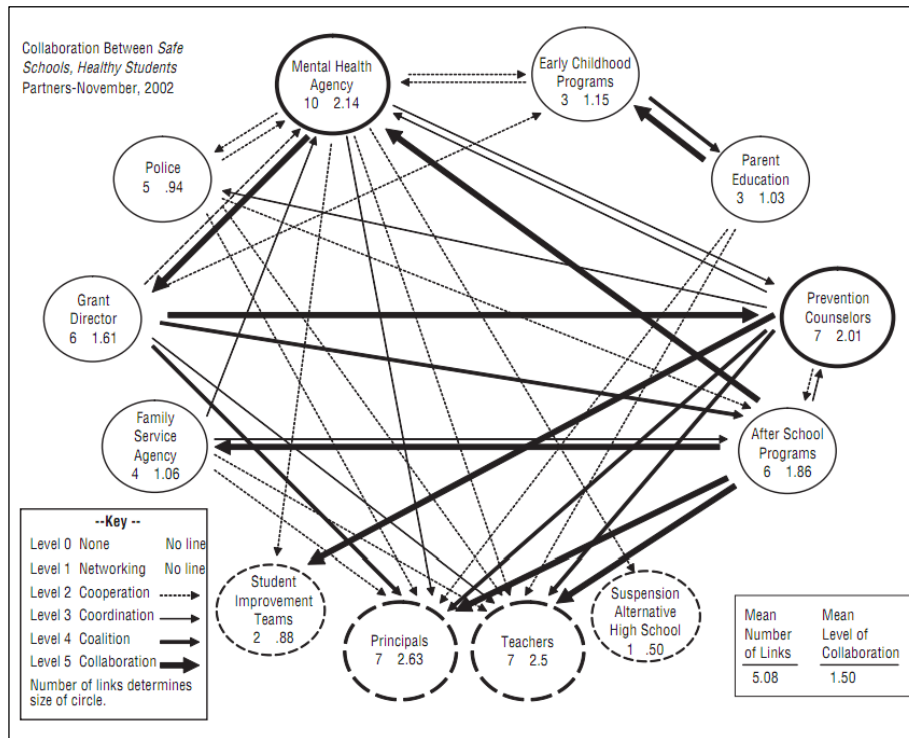 Collaboration Between Safe
Schools, Healthy Students
Partners-November, 2002
Mental Health
Agency
10 2.14
Early Childhood
Programs
3 1.15
Police
5 .94
Parent
Education
3 1.03
Grant
Director
6 1.61
Prevention
Counselors
7 2.01
Family
Service
Agency
4 1.06
After School
Programs
6 1.86
--Key --
Level 0 None No line
Level 1 Networking No line
Level 2 Cooperation
Level 3 Coordination
Level 4 Coalition
Level 5 Collaboration
Number of links determines
size of circle.
Student
Improvement
Teams
2 .88
Principals
7 2.63
Teachers
7 2.5
Suspension
Alternative
High School
1 .50
Mean Mean
Number Level of
of Links Collaboration
5.08 1.50